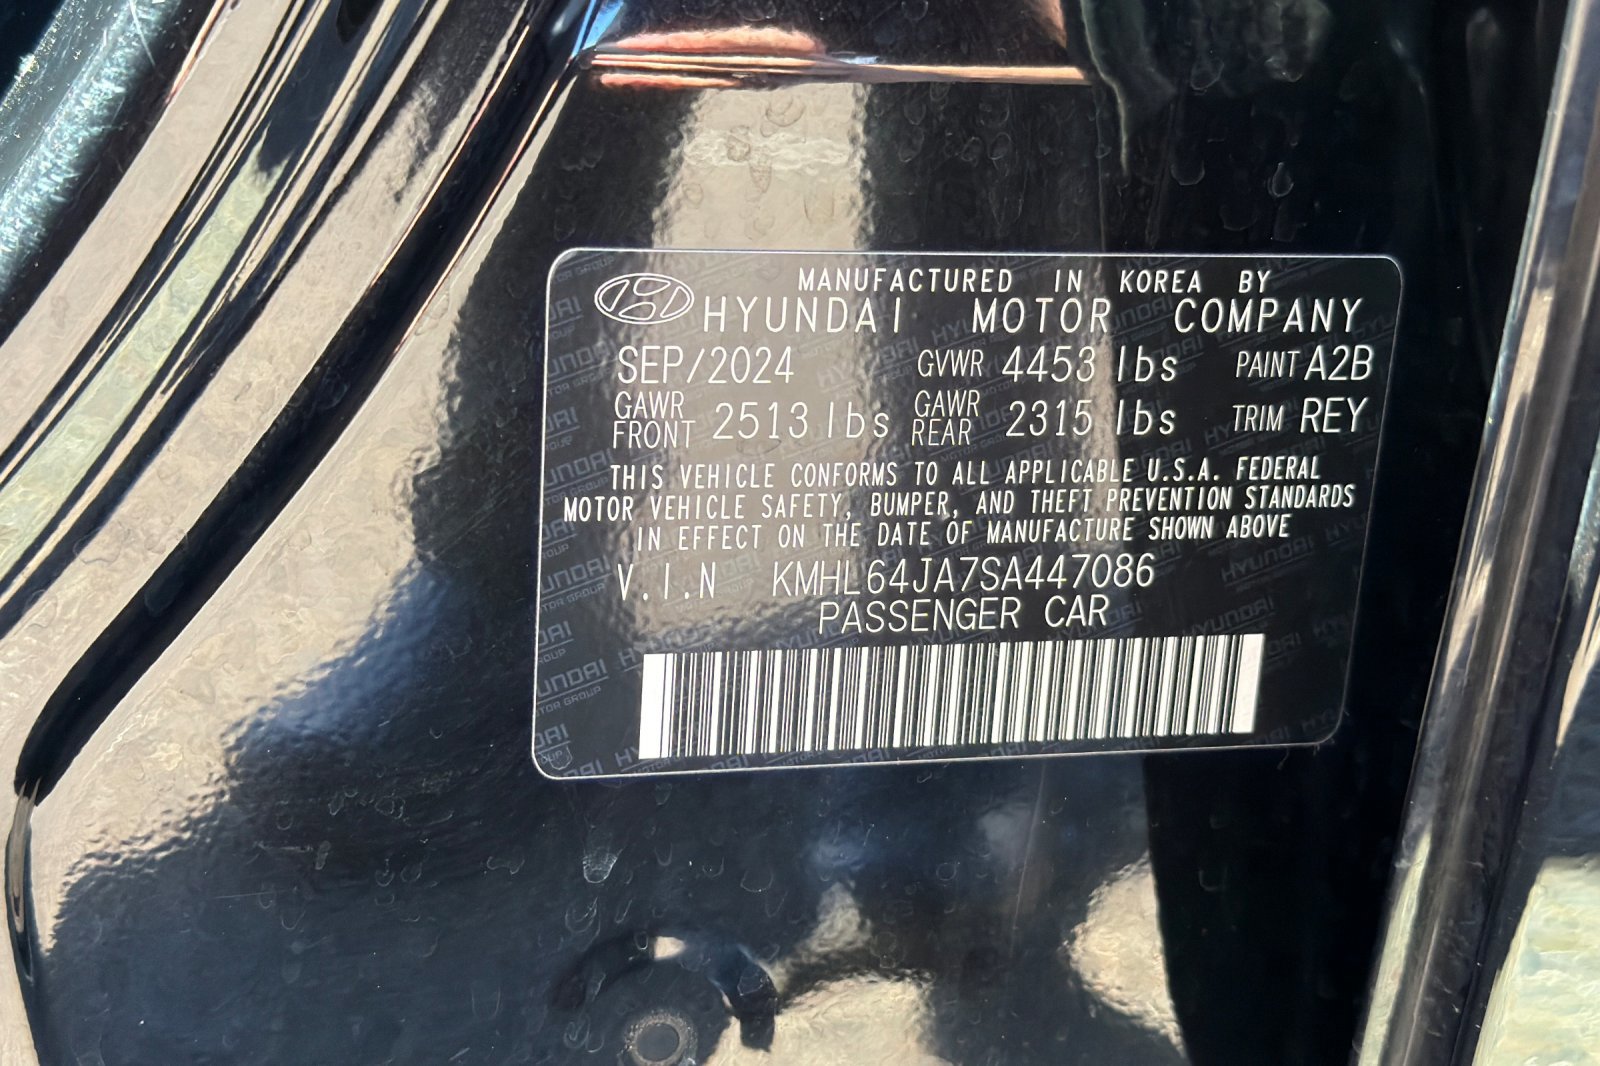 MANUFACTURED IN KOREA BY
HYUNDAI MOTOR COMPANY
SEP/2024 GVWR 4453 lbs PAINT A2B
GAWR FRONT 2513 lbs GAWR REAR 2315 lbs TRIM REY
THIS VEHICLE CONFORMS TO ALL APPLICABLE U.S.A. FEDERAL
MOTOR VEHICLE SAFETY, BUMPER, AND THEFT PREVENTION STANDARDS
IN EFFECT ON THE DATE OF MANUFACTURE SHOWN ABOVE
V.I.N KMHL64JA7SA447086
PASSENGER CAR